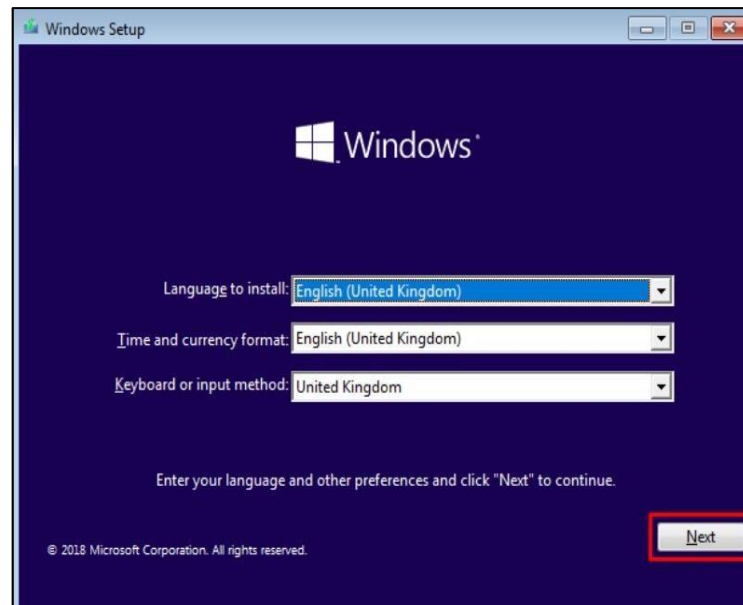 Windows Setup
Windows
Language to install: English (United Kingdom)
Time and currency format: English (United Kingdom)
Keyboard or input method: United Kingdom
Enter your language and other preferences and click "Next" to continue.
Next
© 2018 Microsoft Corporation. All rights reserved.